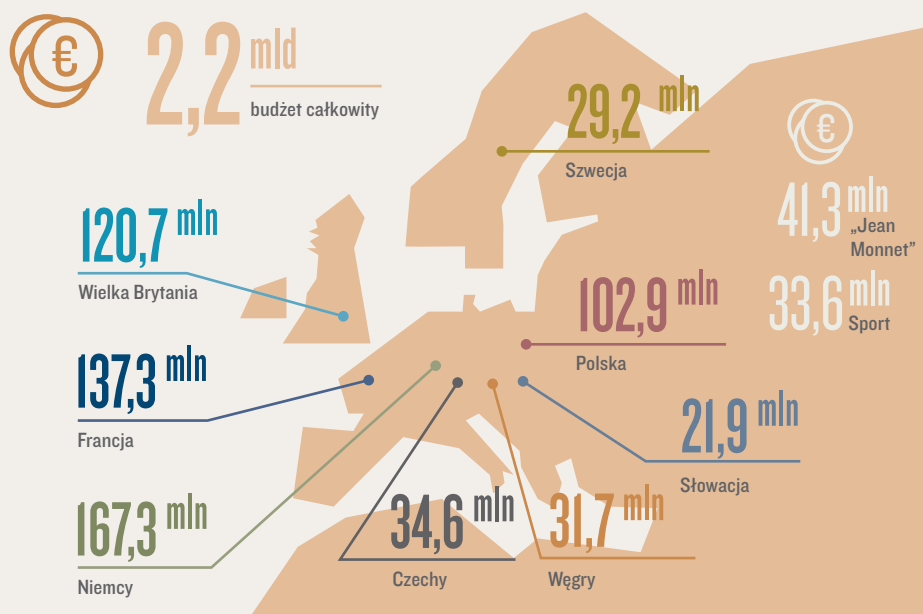 €
2,2 mld
budżet całkowity
29,2 mln
Szwecja
€
41,3 mln
„Jean
Monnet”
33,6 mln
Sport
120,7 mln
Wielka Brytania
102,9 mln
Polska
137,3 mln
Francja
21,9 mln
Słowacja
167,3 mln
Niemcy
34,6 mln
Czechy
31,7 mln
Węgry